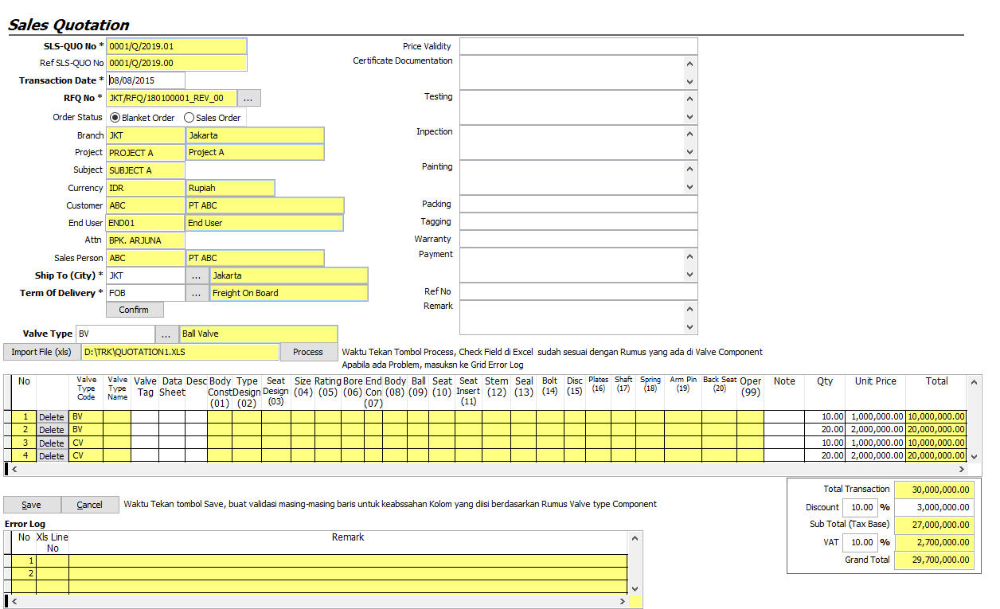 Sales Quotation
SLS-QUO No * 0001/Q/2019.01
Ref SLS-QUO No 0001/Q/2019.00
Transaction Date * 08/08/2015
RFQ No * JKT/RFQ/180100001_REV_00 ...
Order Status Blanket Order Sales Order
Branch JKT Jakarta
Project PROJECT A Project A
Subject SUBJECT A
Currency IDR Rupiah
Customer ABC PT ABC
End User END01 End User
Attn BPK. ARJUNA
Sales Person ABC PT ABC
Ship To (City) * JKT ... Jakarta
Term Of Delivery * FOB ... Freight On Board
Confirm
Price Validity
Certificate Documentation
Testing
Inpection
Painting
Packing
Tagging
Warranty
Payment
Ref No
Remark
Valve Type BV ... Ball Valve
Import File (xls) D:\TRK\QUOTATION1.XLS Process Waktu Tekan Tombol Process, Check Field di Excel sudah sesuai dengan Rumus yang ada di Valve Component
Apabila ada Problem, masuksn ke Grid Error Log
No Valve Type Code Valve Type Name Valve Tag Data Sheet Desc Body Const (01) Type Design (02) Seat Design (03) Size (04) Rating (05) Bore (06) End Con (07) Body (08) Ball (09) Seat (10) Seat Insert (11) Stem (12) Seal (13) Bolt (14) Disc (15) Plates (16) Shaft (17) Spring (18) Arm Pin (19) Back Seat (20) Oper (99) Note Qty Unit Price Total
1 Delete BV 10.00 1,000,000.00 10,000,000.00
2 Delete BV 20.00 2,000,000.00 20,000,000.00
3 Delete CV 10.00 1,000,000.00 10,000,000.00
4 Delete CV 20.00 2,000,000.00 20,000,000.00
Total Transaction 30,000,000.00
Discount 10.00 % 3,000,000.00
Sub Total (Tax Base) 27,000,000.00
VAT 10.00 % 2,700,000.00
Grand Total 29,700,000.00
Save Cancel Waktu Tekan tombol Save, buat validasi masing-masing baris untuk keabssahan Kolom yang diisi berdasarkan Rumus Valve type Component
Error Log
No Xls Line No Remark
1
2